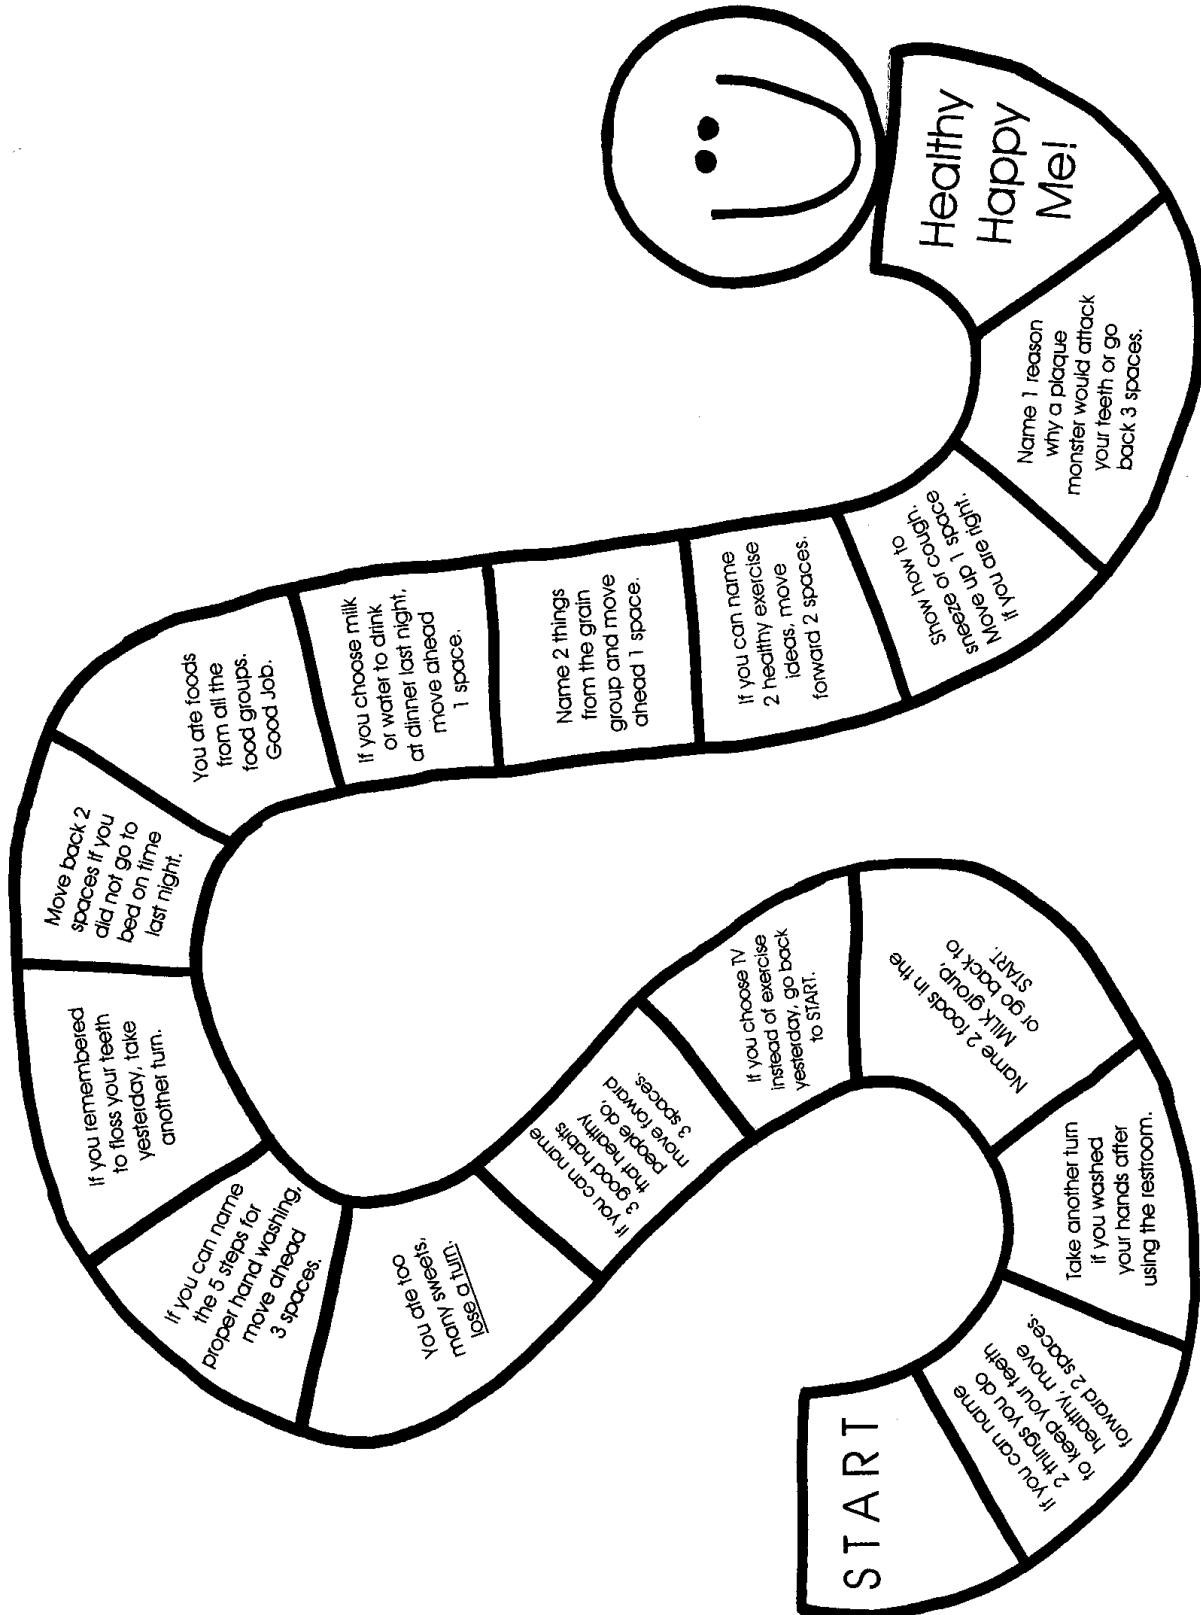 START
If you can name
2 things you do
to keep your teeth
healthy, move
forward 2 spaces.
Take another turn
if you washed
your hands after
using the restroom.
Name 2 foods in the
MILK group,
or go back to
START.
If you choose TV
instead of exercise
yesterday, go back
to START.
If you can name
3 good habits
that healthy
people do,
move forward
3 spaces.
You ate too
many sweets,
lose a turn.
If you can name
the 5 steps for
proper hand washing,
move ahead
3 spaces.
If you remembered
to floss your teeth
yesterday, take
another turn.
Move back 2
spaces if you
did not go to
bed on time
last night.
You ate foods
from all the
food groups.
Good Job.
If you choose milk
or water to drink
at dinner last night,
move ahead
1 space.
Name 2 things
from the grain
group and move
ahead 1 space.
If you can name
2 healthy exercise
ideas, move
forward 2 spaces.
Show how to
sneeze or cough.
Move up 1 space
if you are right.
Name 1 reason
why a plaque
monster would attack
your teeth or go
back 3 spaces.
Healthy
Happy
Me!